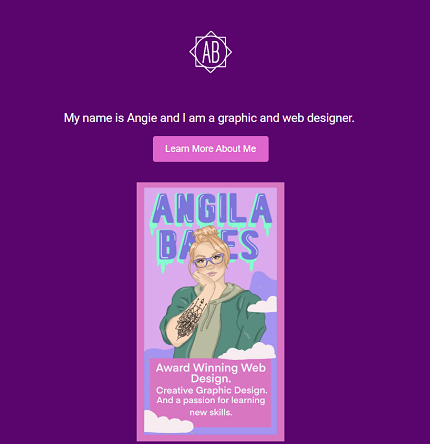 AB
My name is Angie and I am a graphic and web designer.
Learn More About Me
ANGILA
BATES
Award Winning Web
Design.
Creative Graphic Design.
And a passion for learning
new skills.